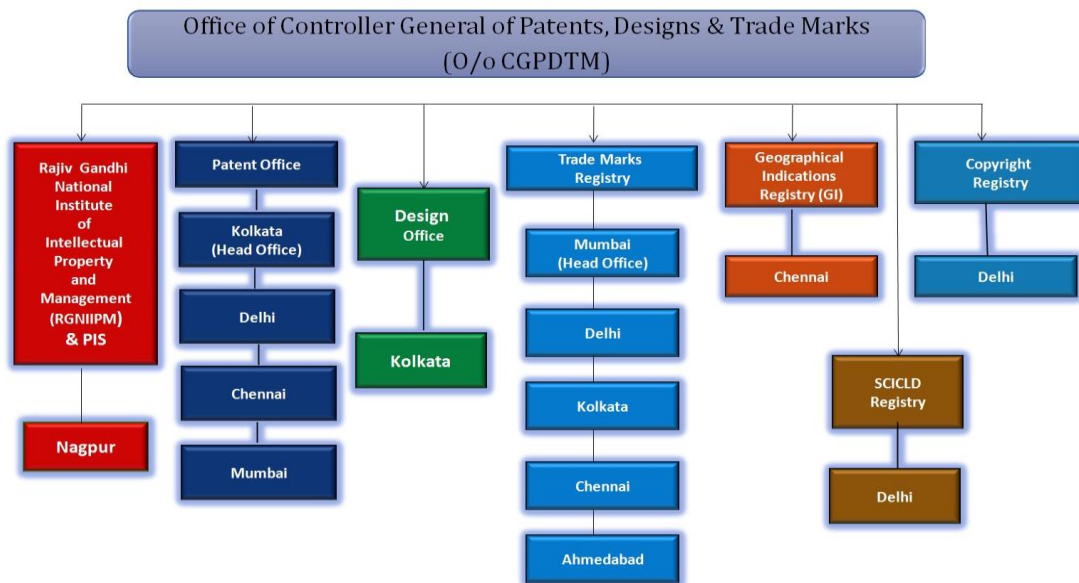 Office of Controller General of Patents, Designs & Trade Marks
(O/o CGPDTM)
Rajiv Gandhi
National
Institute
of
Intellectual
Property
and
Management
(RGNIIPM)
& PIS
Nagpur
Patent Office
Kolkata
(Head Office)
Delhi
Chennai
Mumbai
Design
Office
Kolkata
Trade Marks
Registry
Mumbai
(Head Office)
Delhi
Kolkata
Chennai
Ahmedabad
Geographical
Indications
Registry (GI)
Chennai
SCICLD
Registry
Delhi
Copyright
Registry
Delhi